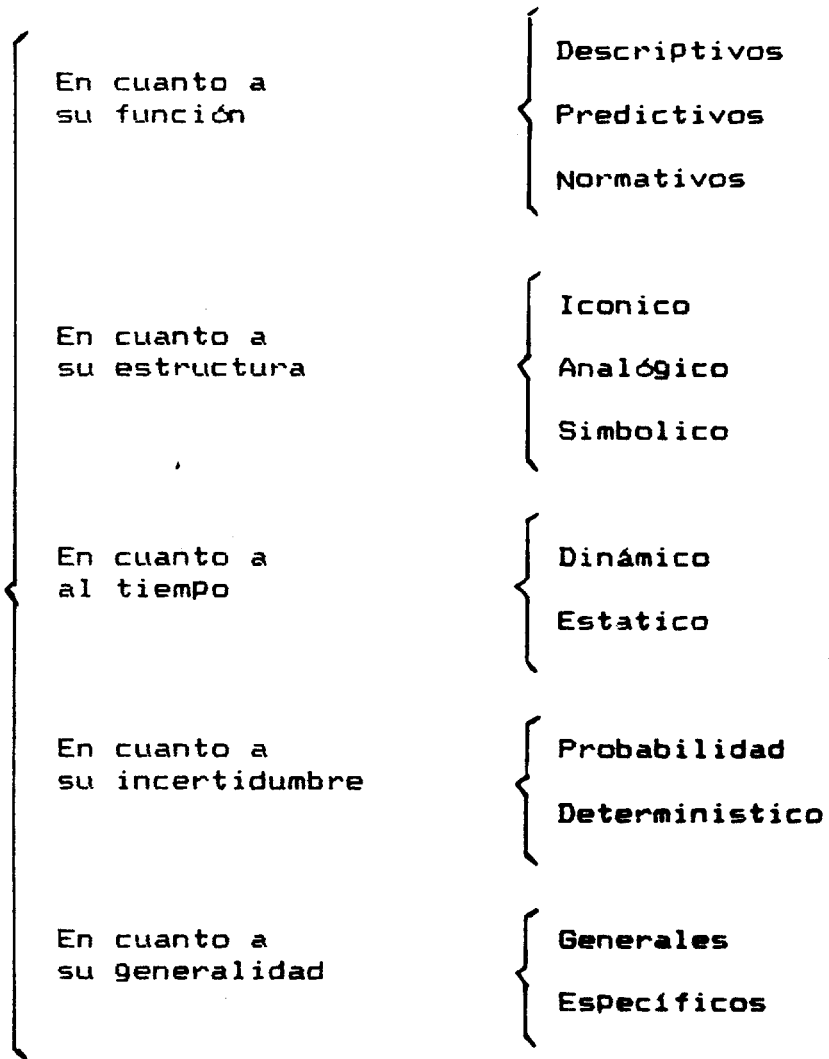 En cuanto a
su función
Descriptivos
Predictivos
Normativos
En cuanto a
su estructura
Iconico
Analógico
Simbolico
En cuanto a
al tiempo
Dinámico
Estatico
En cuanto a
su incertidumbre
Probabilidad
Deterministico
En cuanto a
su generalidad
Generales
Específicos